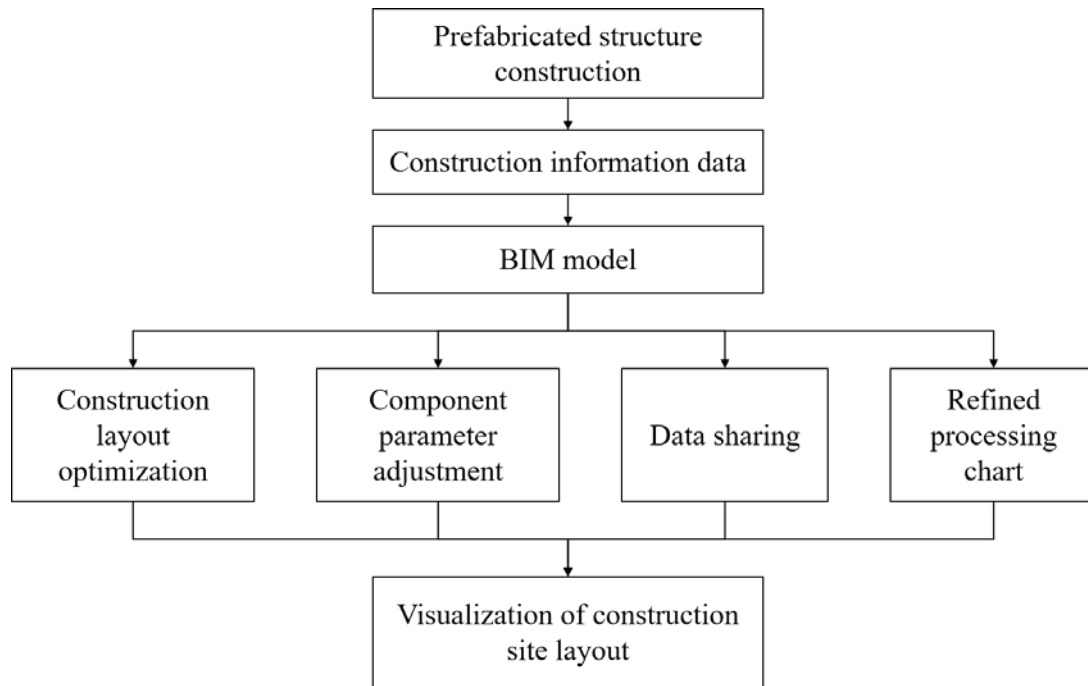 Prefabricated structure
construction
Construction information data
BIM model
Construction
layout
optimization
Component
parameter
adjustment
Data sharing
Refined
processing
chart
Visualization of construction
site layout